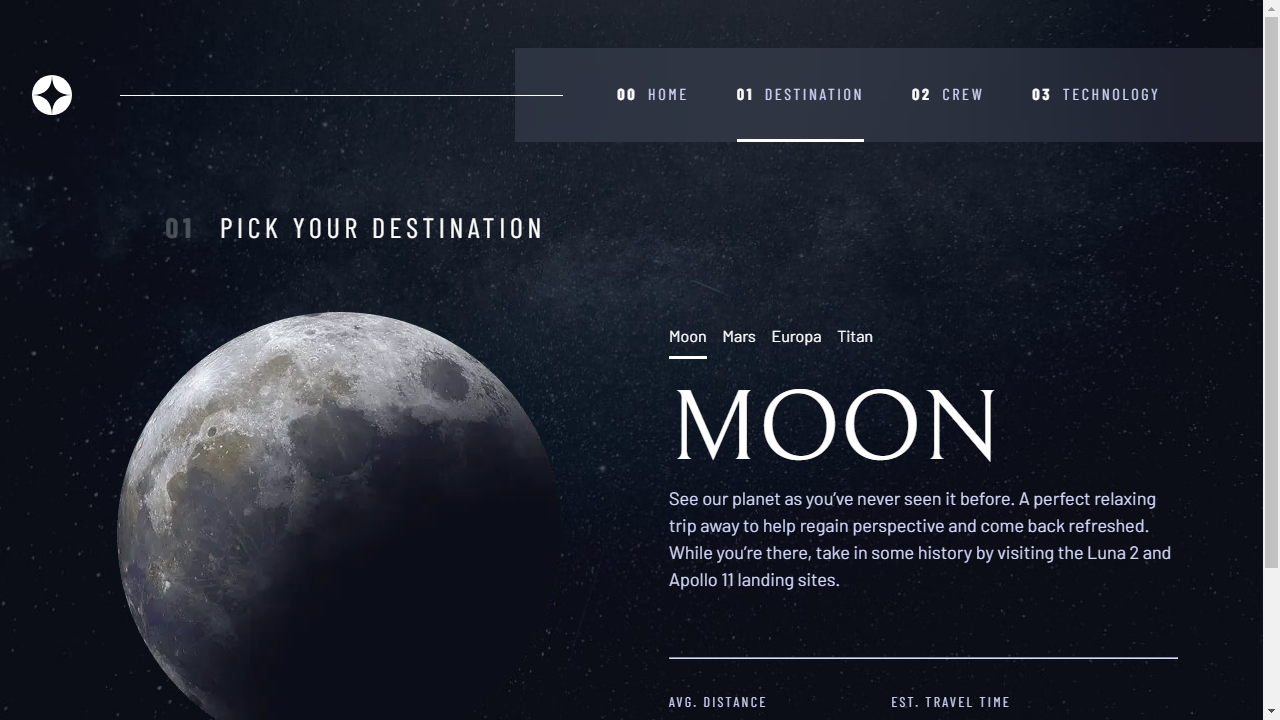 00 HOME 01 DESTINATION 02 CREW 03 TECHNOLOGY
01 PICK YOUR DESTINATION
Moon Mars Europa Titan
MOON
See our planet as you’ve never seen it before. A perfect relaxing
trip away to help regain perspective and come back refreshed.
While you’re there, take in some history by visiting the Luna 2 and
Apollo 11 landing sites.
AVG. DISTANCE EST. TRAVEL TIME